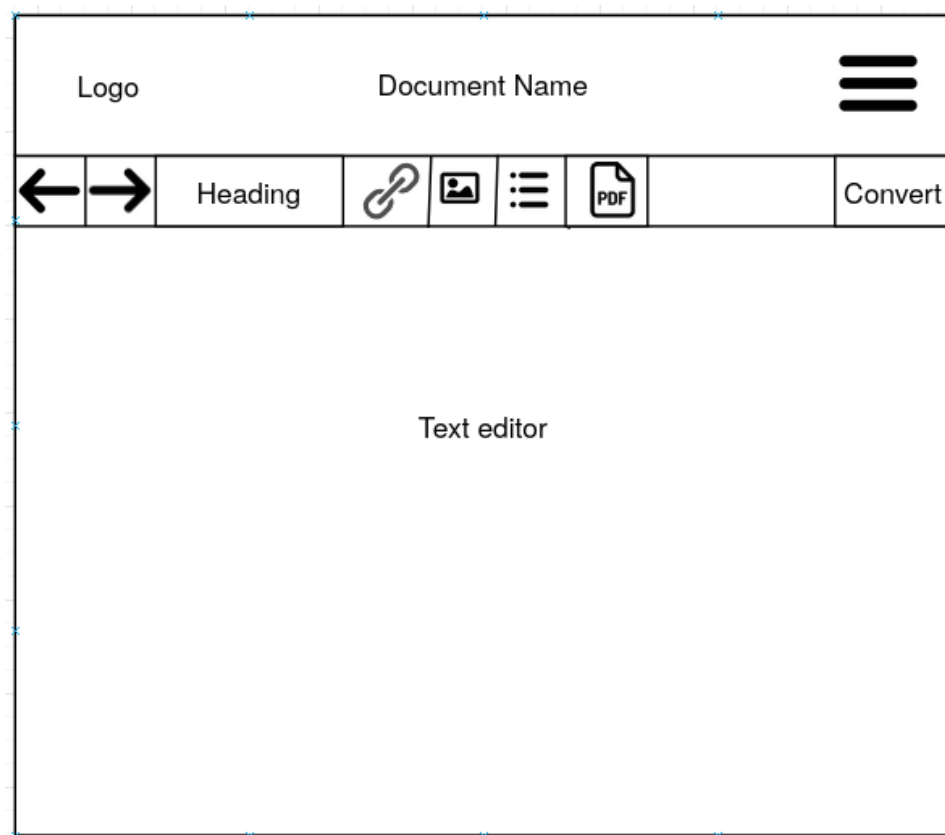 Logo
Document Name
Heading
PDF
Convert
Text editor